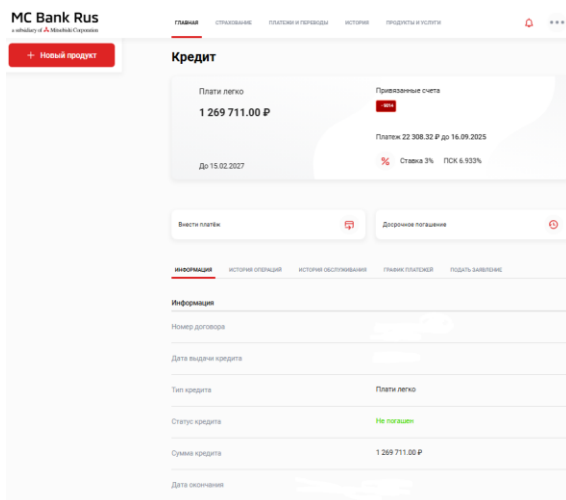 MC Bank Rus
a subsidiary of Mitsubishi Corporation
ГЛАВНАЯ СТРАХОВАНИЕ ПЛАТЕЖИ И ПЕРЕВОДЫ ИСТОРИЯ ПРОДУКТЫ И УСЛУГИ
+ Новый продукт
Кредит
Плати легко
1 269 711.00 ₽
До 15.02.2027
Привязанные счета
Платеж 22 308.32 ₽ до 16.09.2025
% Ставка 3% ПСК 6.933%
Внести платёж
Досрочное погашение
ИНФОРМАЦИЯ ИСТОРИЯ ОПЕРАЦИЙ ИСТОРИЯ ОБСЛУЖИВАНИЯ ГРАФИК ПЛАТЕЖЕЙ ПОДАТЬ ЗАЯВЛЕНИЕ
Информация
Номер договора
Дата выдачи кредита
Тип кредита Плати легко
Статус кредита Не погашен
Сумма кредита 1 269 711.00 ₽
Дата окончания